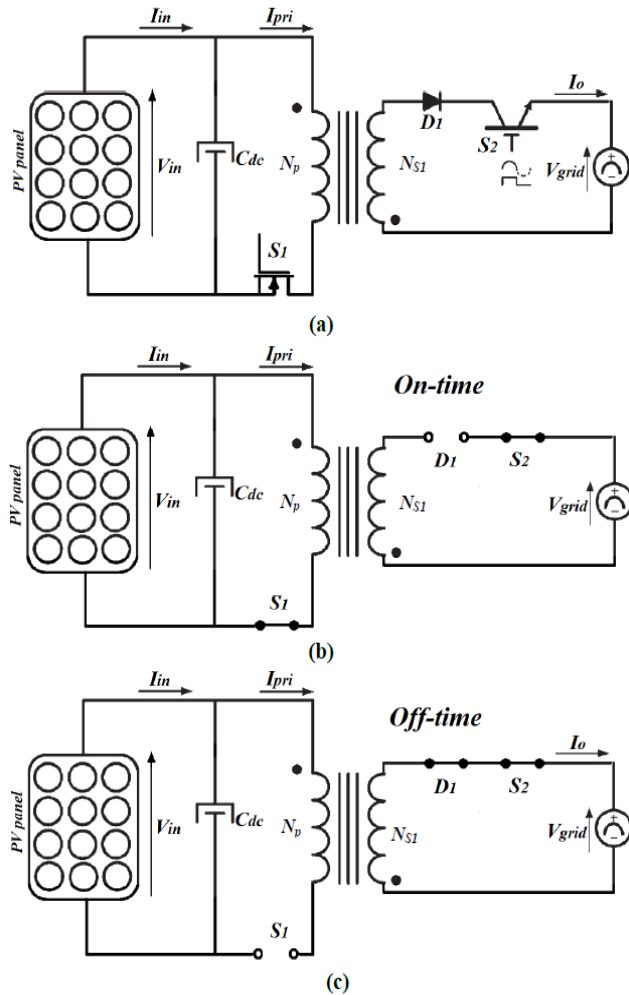 Iin Ipri
PV panel Vin Cdc Np NS1 D1 S2 Io Vgrid
S1
(a)
Iin Ipri On-time
PV panel Vin Cdc Np NS1 D1 S2 Vgrid
S1
(b)
Iin Ipri Off-time
PV panel Vin Cdc Np NS1 D1 S2 Io Vgrid
S1
(c)